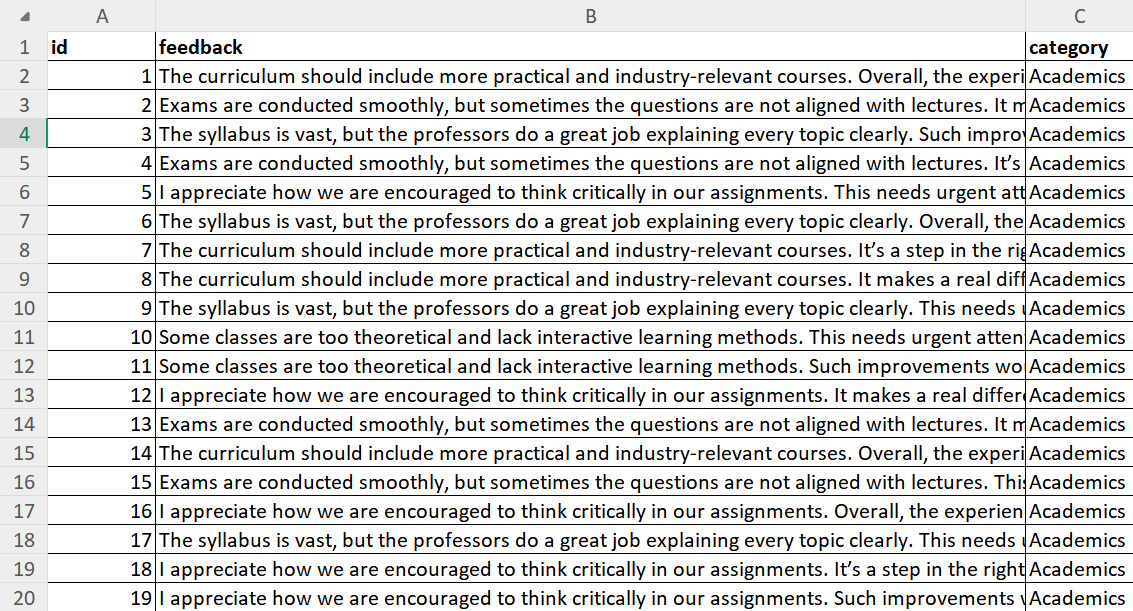 A B C
1 id feedback category
2 1 The curriculum should include more practical and industry-relevant courses. Overall, the experi Academics
3 2 Exams are conducted smoothly, but sometimes the questions are not aligned with lectures. It Academics
4 3 The syllabus is vast, but the professors do a great job explaining every topic clearly. Such improv Academics
5 4 Exams are conducted smoothly, but sometimes the questions are not aligned with lectures. It’s Academics
6 5 I appreciate how we are encouraged to think critically in our assignments. This needs urgent att Academics
7 6 The syllabus is vast, but the professors do a great job explaining every topic clearly. Overall, the Academics
8 7 The curriculum should include more practical and industry-relevant courses. It’s a step in the rig Academics
9 8 The curriculum should include more practical and industry-relevant courses. It makes a real diff Academics
10 9 The syllabus is vast, but the professors do a great job explaining every topic clearly. This needs Academics
11 10 Some classes are too theoretical and lack interactive learning methods. This needs urgent atten Academics
12 11 Some classes are too theoretical and lack interactive learning methods. Such improvements wo Academics
13 12 I appreciate how we are encouraged to think critically in our assignments. It makes a real differe Academics
14 13 Exams are conducted smoothly, but sometimes the questions are not aligned with lectures. It Academics
15 14 The curriculum should include more practical and industry-relevant courses. Overall, the experi Academics
16 15 Exams are conducted smoothly, but sometimes the questions are not aligned with lectures. This Academics
17 16 I appreciate how we are encouraged to think critically in our assignments. Overall, the experien Academics
18 17 The syllabus is vast, but the professors do a great job explaining every topic clearly. This needs Academics
19 18 I appreciate how we are encouraged to think critically in our assignments. It’s a step in the right Academics
20 19 I appreciate how we are encouraged to think critically in our assignments. Such improvements Academics